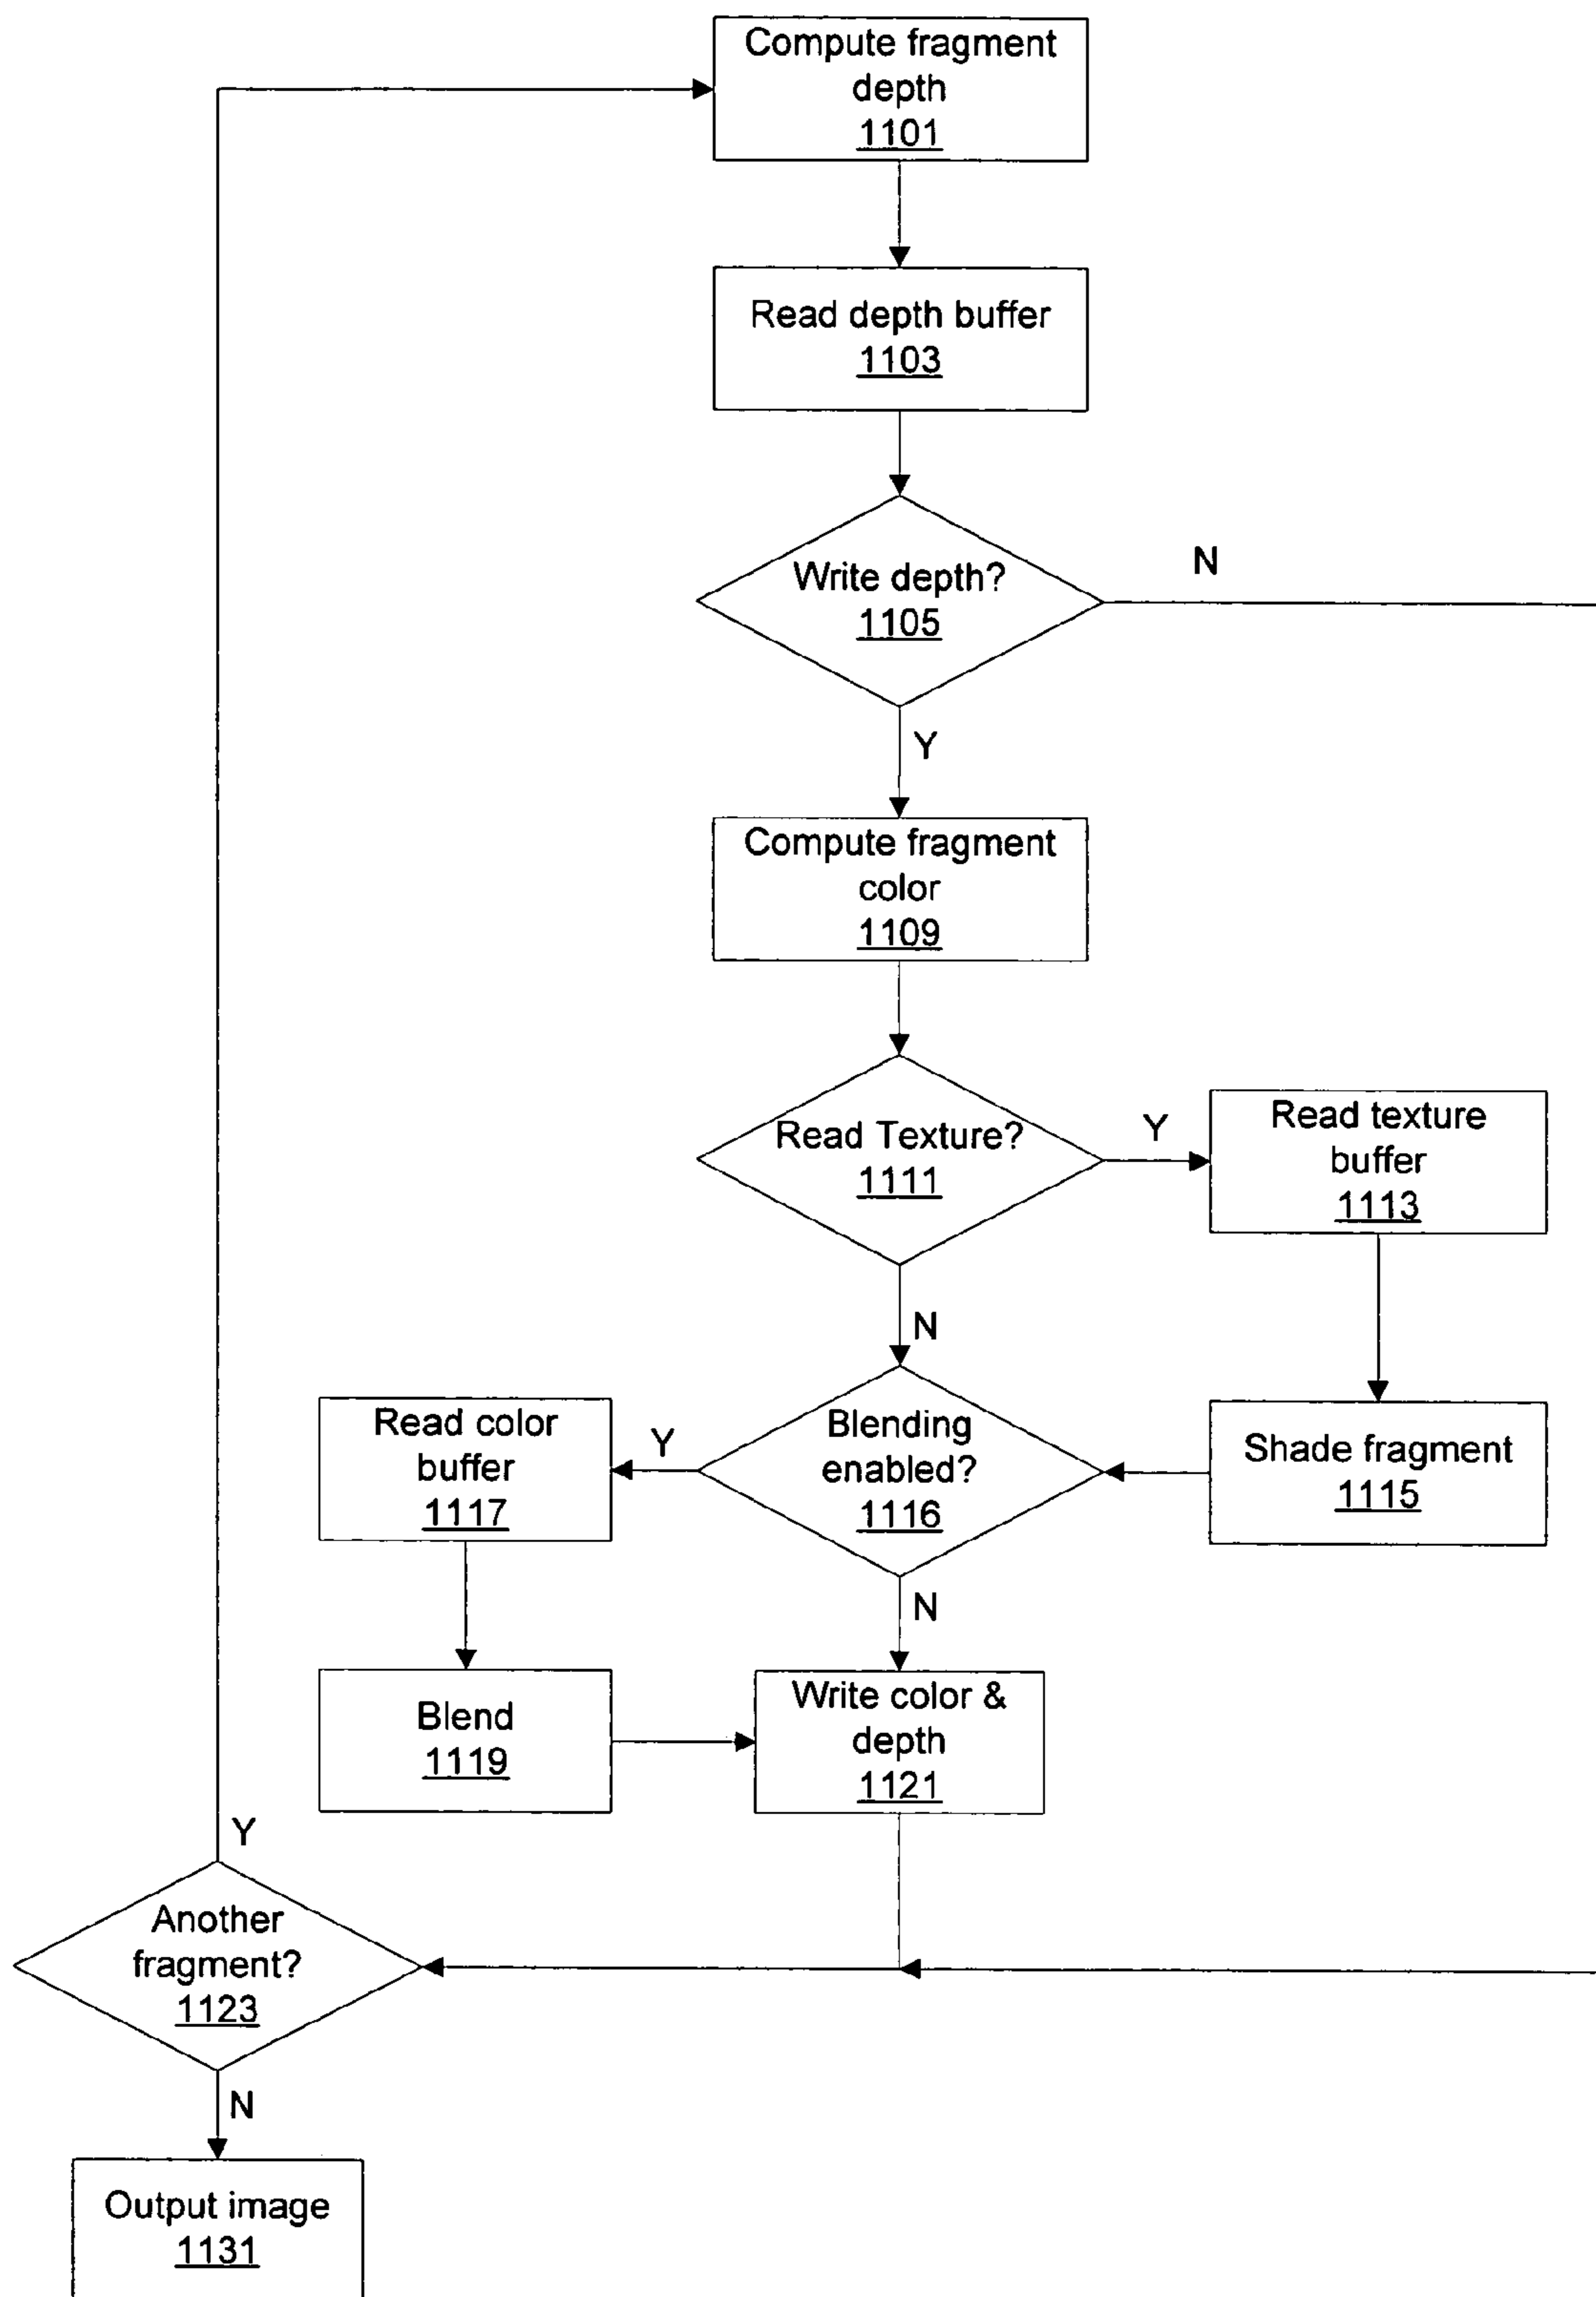 Compute fragment
depth
1101
Read depth buffer
1103
Write depth?
1105
N
Y
Compute fragment
color
1109
Read Texture?
1111
Y
Read texture
buffer
1113
N
Read color
buffer
1117
Y
Blending
enabled?
1116
Shade fragment
1115
N
Blend
1119
Write color &
depth
1121
Y
Another
fragment?
1123
N
Output image
1131